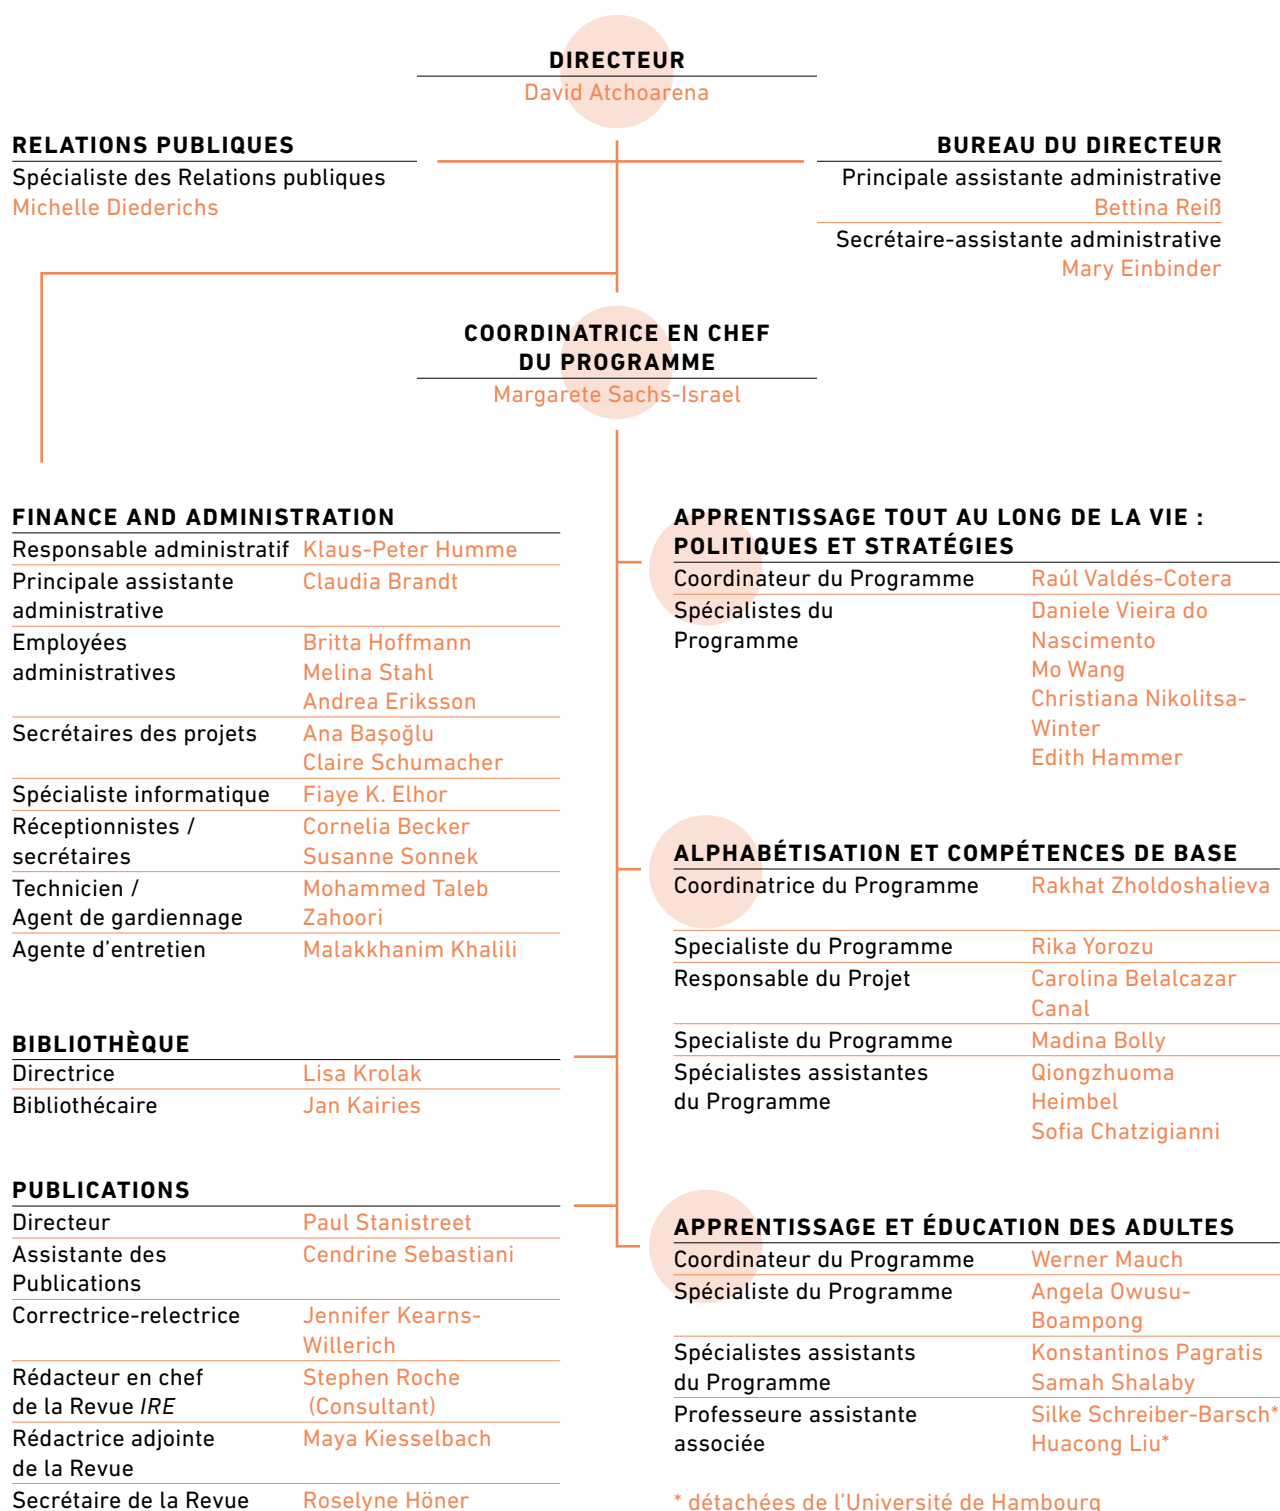 DIRECTEUR
David Atchoarena
RELATIONS PUBLIQUES
Spécialiste des Relations publiques
Michelle Diederichs
BUREAU DU DIRECTEUR
Principale assistante administrative
Bettina Reiß
Secrétaire-assistante administrative
Mary Einbinder
COORDINATRICE EN CHEF
DU PROGRAMME
Margarete Sachs-Israel
FINANCE AND ADMINISTRATION
Responsable administratif Klaus-Peter Humme
Principale assistante Claudia Brandt
administrative
Employées Britta Hoffmann
administratives Melina Stahl
Andrea Eriksson
Secrétaires des projets Ana Başoğlu
Claire Schumacher
Spécialiste informatique Fiaye K. Elhor
Réceptionnistes / Cornelia Becker
secrétaires Susanne Sonnek
Technicien / Mohammed Taleb
Agent de gardiennage Zahoori
Agente d'entretien Malakkhanim Khalili
BIBLIOTHÈQUE
Directrice Lisa Krolak
Bibliothécaire Jan Kairies
PUBLICATIONS
Directeur Paul Stanistreet
Assistante des Cendrine Sebastiani
Publications
Correctrice-relectrice Jennifer Kearns-
Willerich
Rédacteur en chef Stephen Roche
de la Revue IRE (Consultant)
Rédactrice adjointe Maya Kiesselbach
de la Revue
Secrétaire de la Revue Roselyne Höner
APPRENTISSAGE TOUT AU LONG DE LA VIE :
POLITIQUES ET STRATÉGIES
Coordinateur du Programme Raúl Valdés-Cotera
Spécialistes du Daniele Vieira do
Programme Nascimento
Mo Wang
Christiana Nikolitsa-
Winter
Edith Hammer
ALPHABÉTISATION ET COMPÉTENCES DE BASE
Coordinatrice du Programme Rakhat Zholdoshalieva
Specialiste du Programme Rika Yorozu
Responsable du Projet Carolina Belalcazar
Canal
Specialiste du Programme Madina Bolly
Spécialistes assistantes Qiongzhuoma
du Programme Heimbel
Sofia Chatzigianni
APPRENTISSAGE ET ÉDUCATION DES ADULTES
Coordinateur du Programme Werner Mauch
Spécialiste du Programme Angela Owusu-
Boampong
Spécialistes assistants Konstantinos Pagratis
du Programme Samah Shalaby
Professeure assistante Silke Schreiber-Barsch*
associée Huacong Liu*
* détachées de l'Université de Hambourg